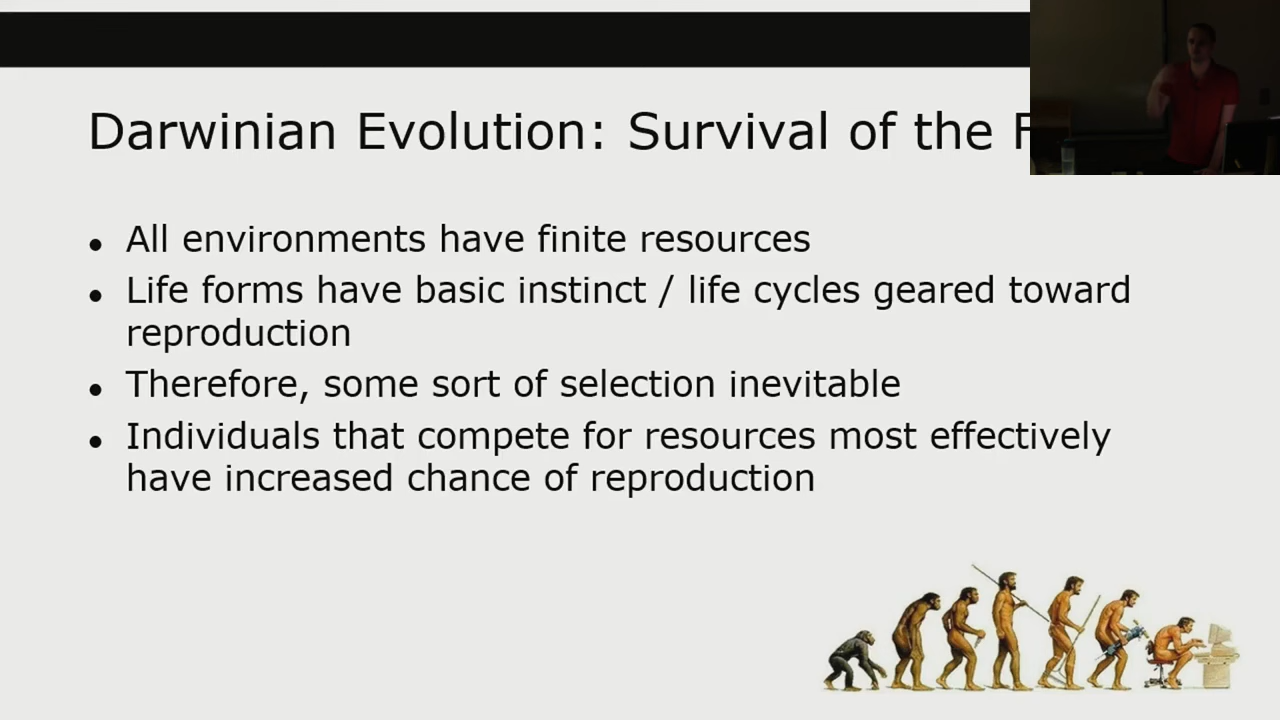 Darwinian Evolution: Survival of the
All environments have finite resources
Life forms have basic instinct / life cycles geared toward
reproduction
Therefore, some sort of selection inevitable
Individuals that compete for resources most effectively
have increased chance of reproduction